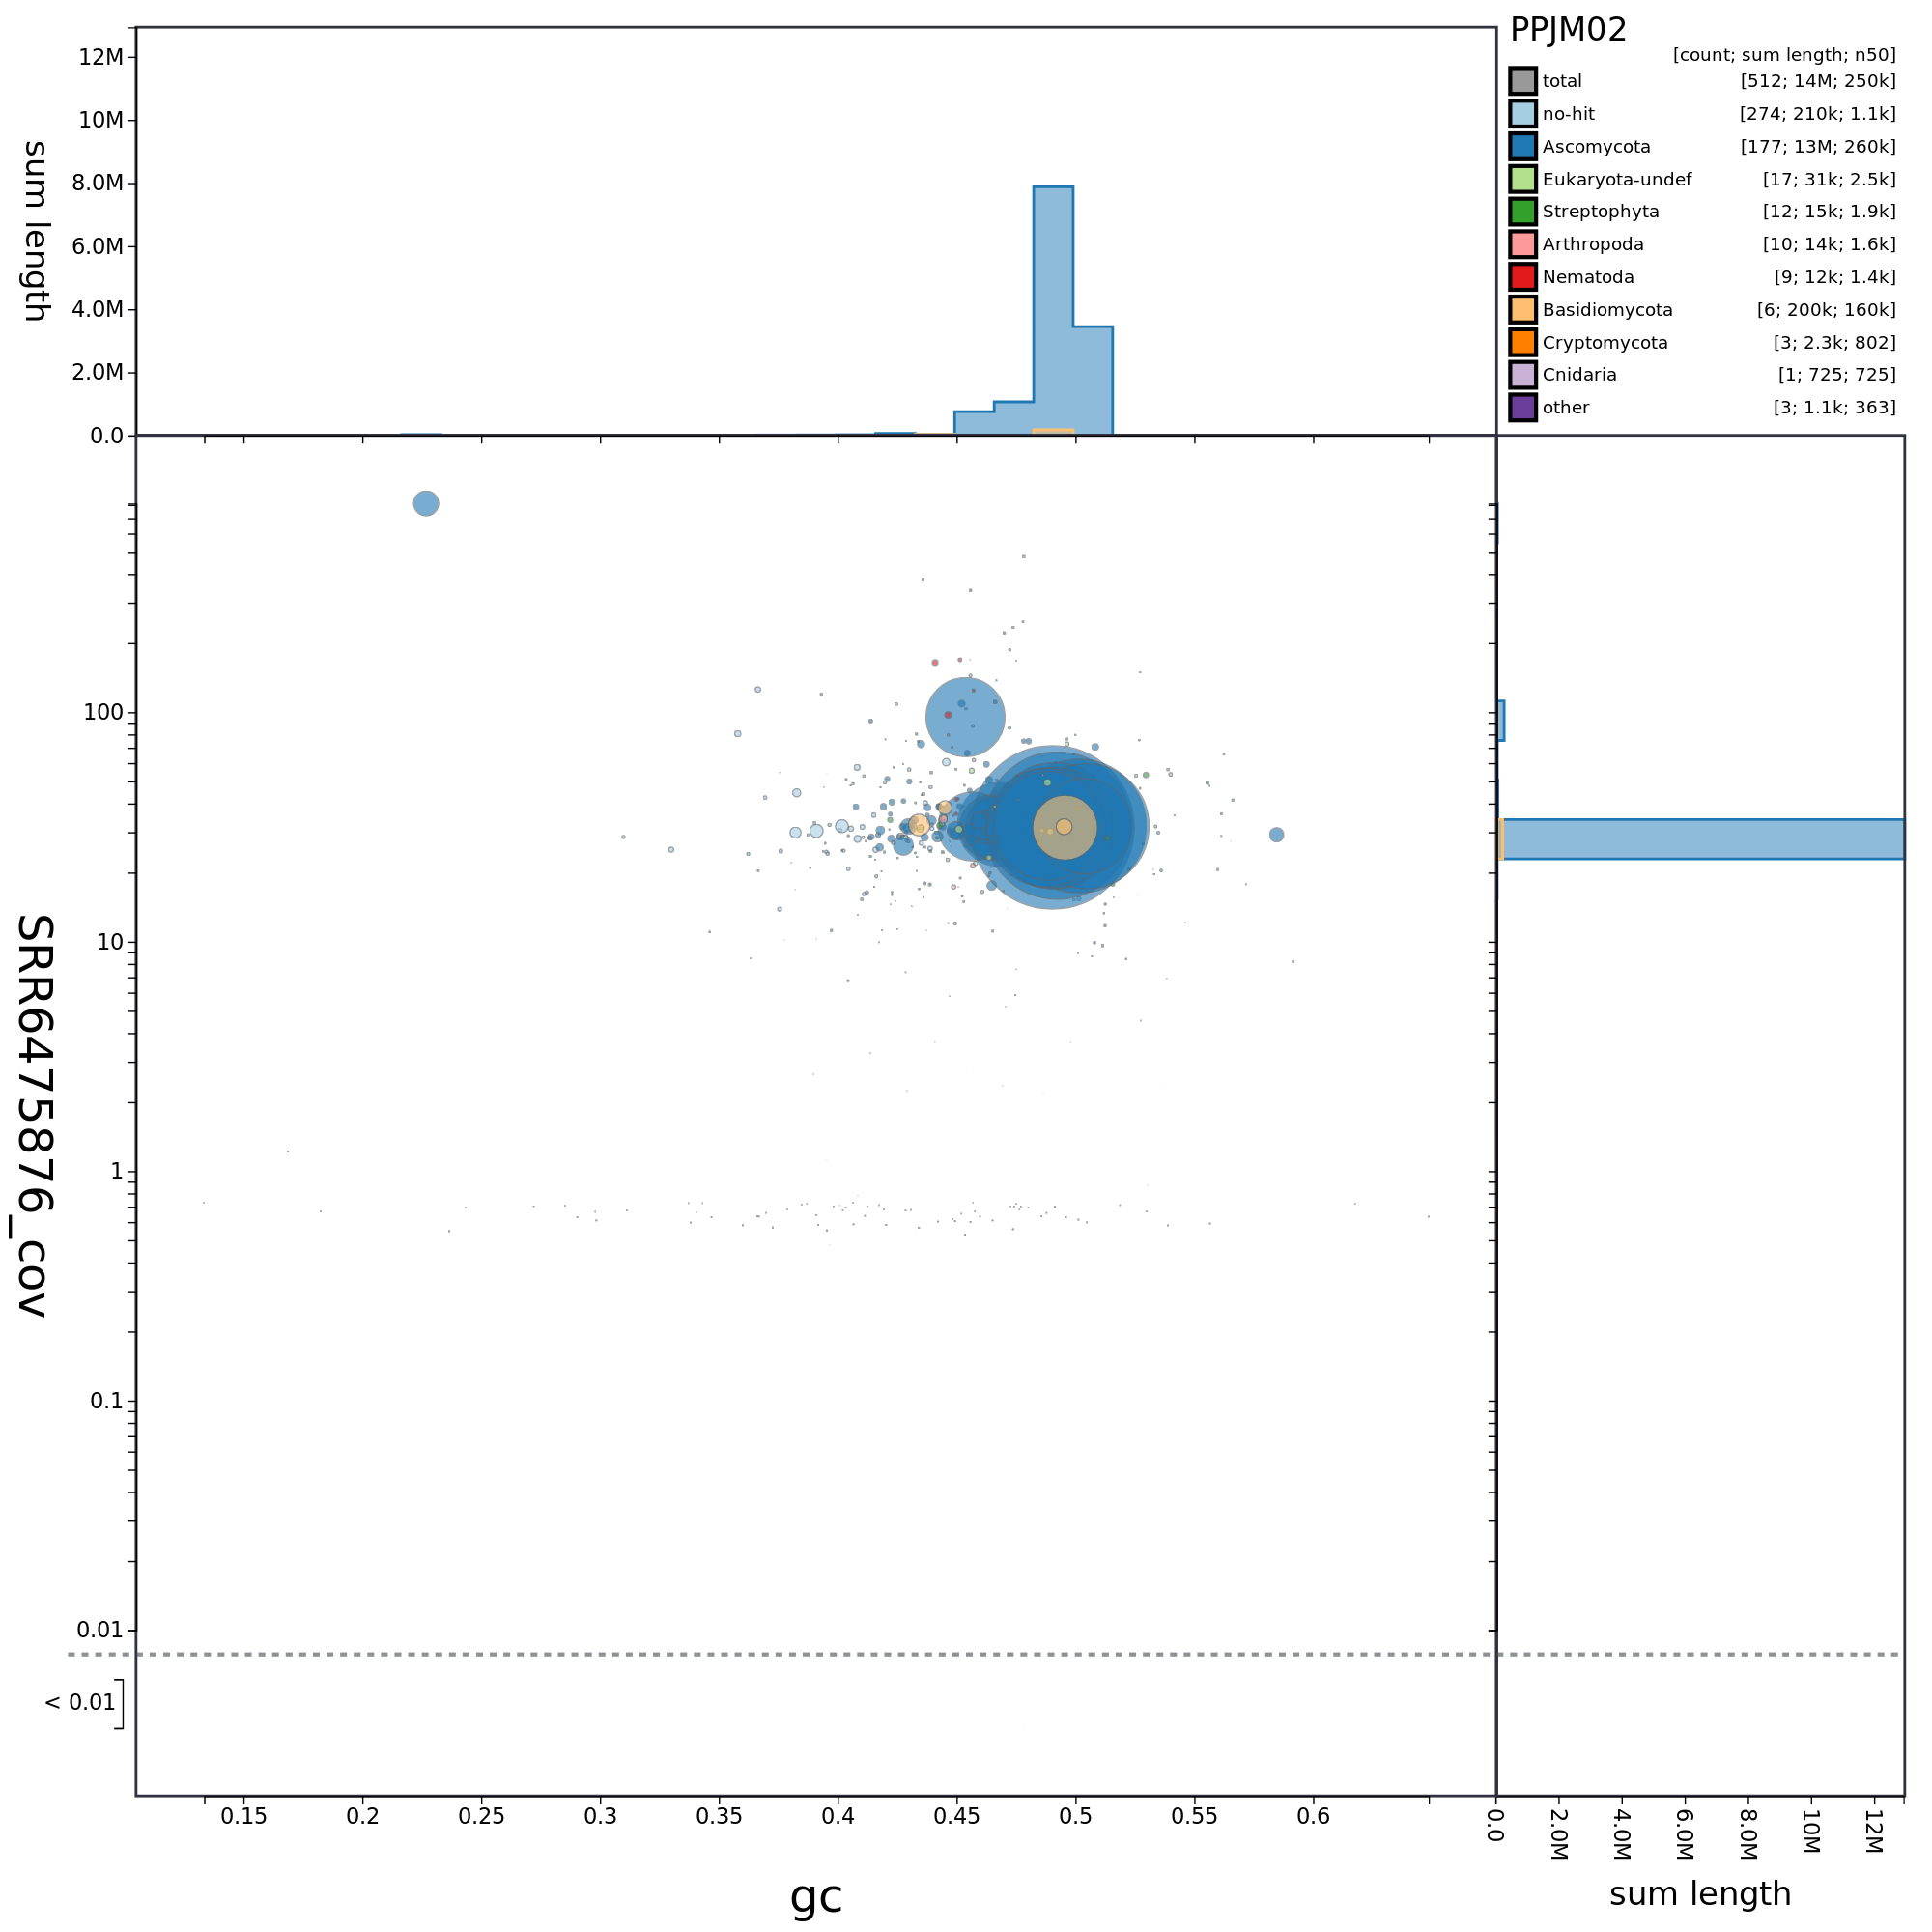 PPJM02
[count; sum length; n50]
total [512; 14M; 250k]
no-hit [274; 210k; 1.1k]
Ascomycota [177; 13M; 260k]
Eukaryota-undef [17; 31k; 2.5k]
Streptophyta [12; 15k; 1.9k]
Arthropoda [10; 14k; 1.6k]
Nematoda [9; 12k; 1.4k]
Basidiomycota [6; 200k; 160k]
Cryptomycota [3; 2.3k; 802]
Cnidaria [1; 725; 725]
other [3; 1.1k; 363]
sum length
12M
10M
8.0M
6.0M
4.0M
2.0M
0.0
SRR6475876_cov
100
10
1
0.1
0.01
< 0.01
0.15 0.2 0.25 0.3 0.35 0.4 0.45 0.5 0.55 0.6
gc
0.0 2.0M 4.0M 6.0M 8.0M 10M 12M
sum length